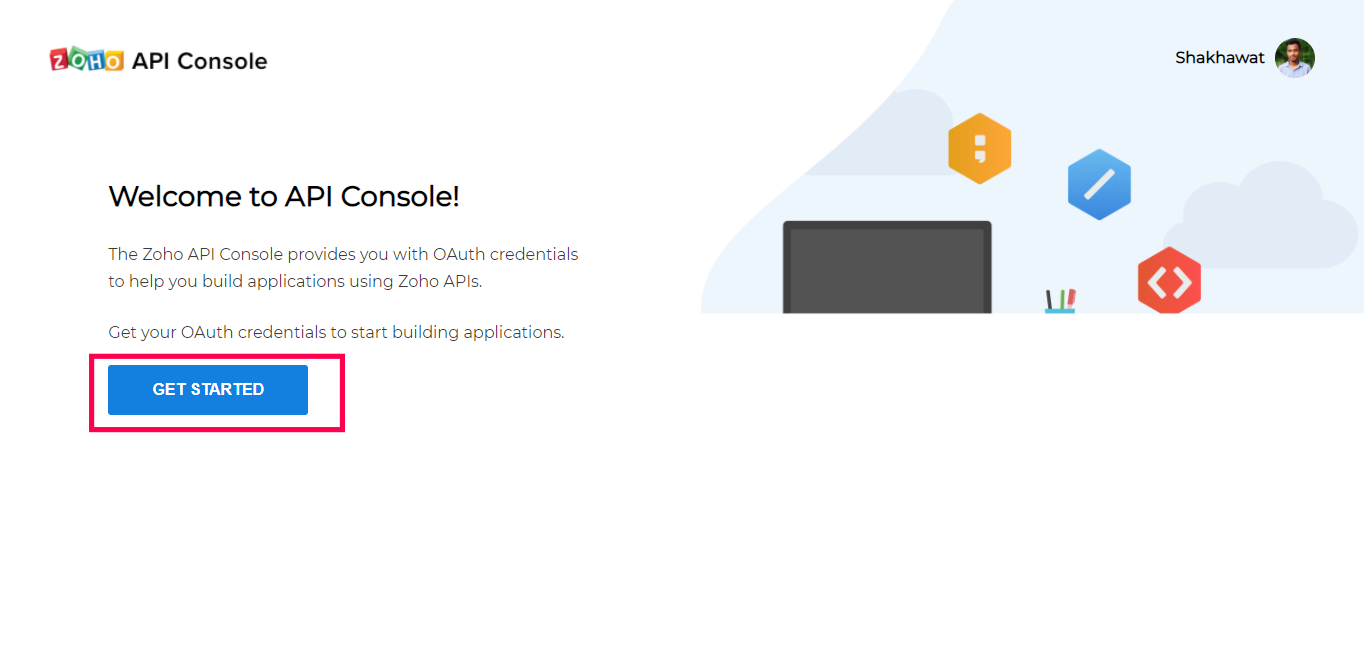 ZOHO API Console
Shakhawat
Welcome to API Console!
The Zoho API Console provides you with OAuth credentials
to help you build applications using Zoho APIs.
Get your OAuth credentials to start building applications.
GET STARTED